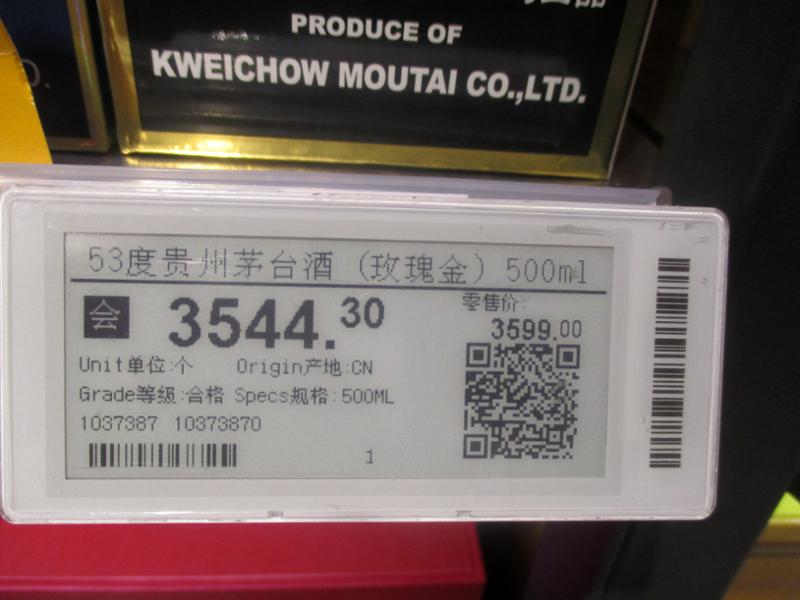 PRODUCE OF
KWEICHOW MOUTAI CO.,LTD.
D.
53度贵州茅台酒 (玫瑰金) 500ml
会 3544.30
零售价:
3599.00
Unit单位:个 Origin产地:CN
Grade等级:合格 Specs规格:500ML
1037387 10373870
1